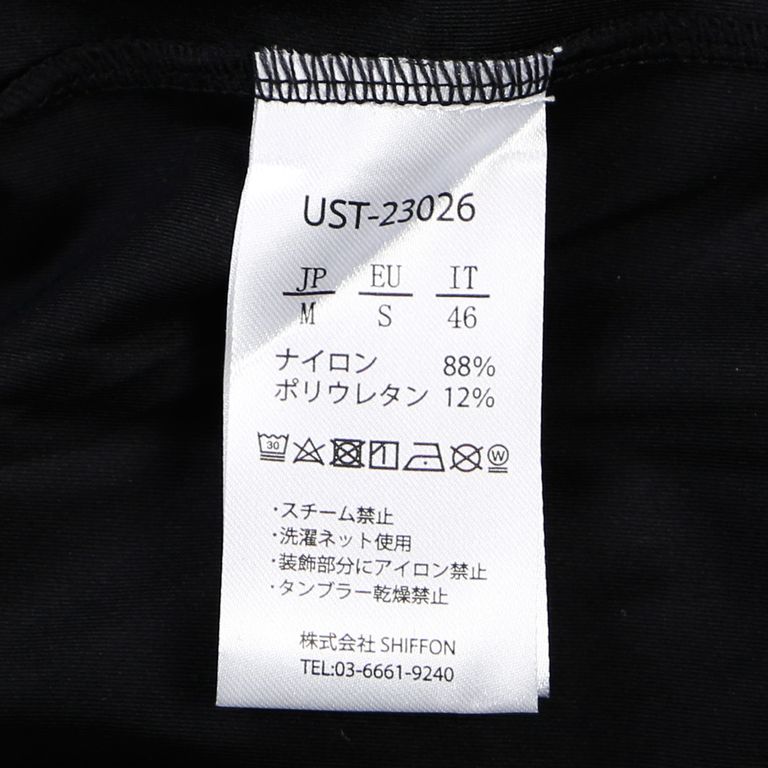 UST-23026
JP EU IT
M S 46
ナイロン 88%
ポリウレタン 12%
30 W
・スチーム禁止
・洗濯ネット使用
・装飾部分にアイロン禁止
・タンブラー乾燥禁止
株式会社 SHIFFON
TEL:03-6661-9240